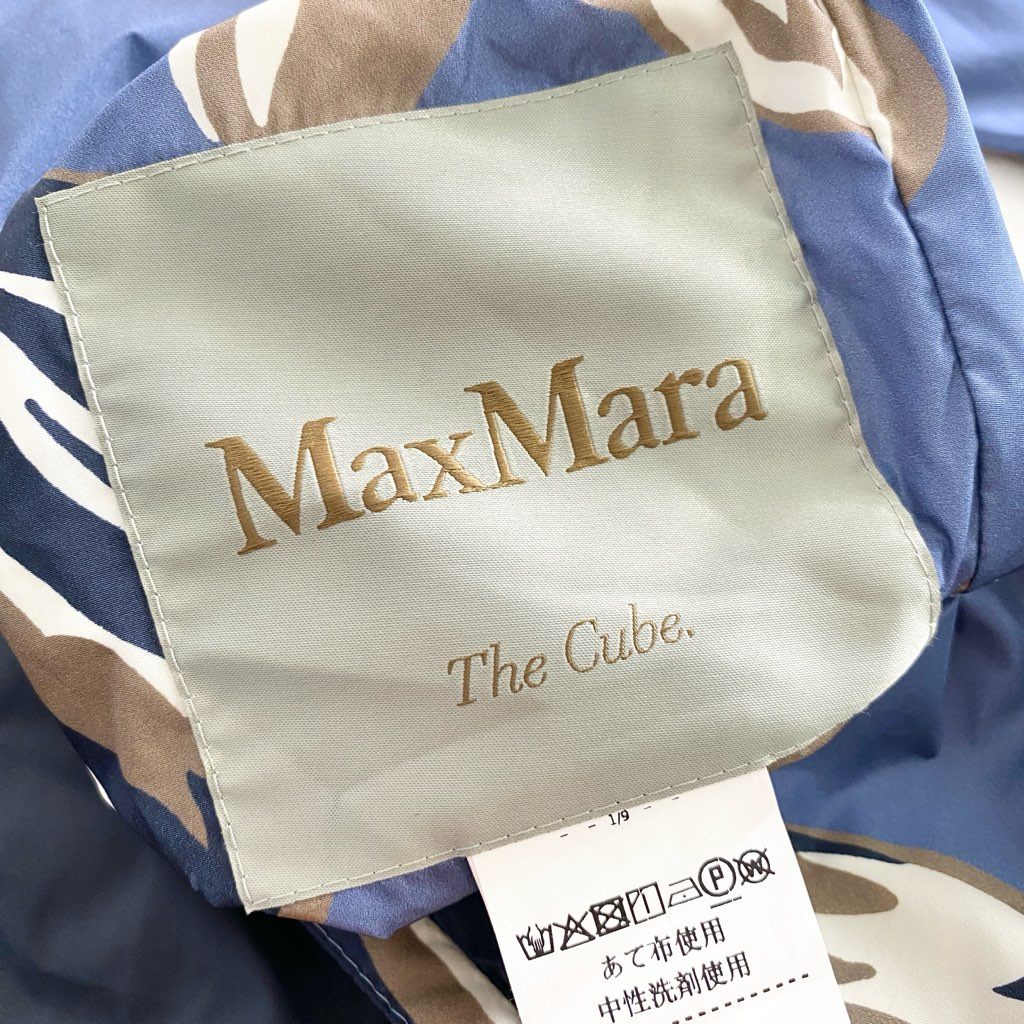 MaxMara
The Cube.
- - 1/9 - -
P W
あて布使用
中性洗剤使用